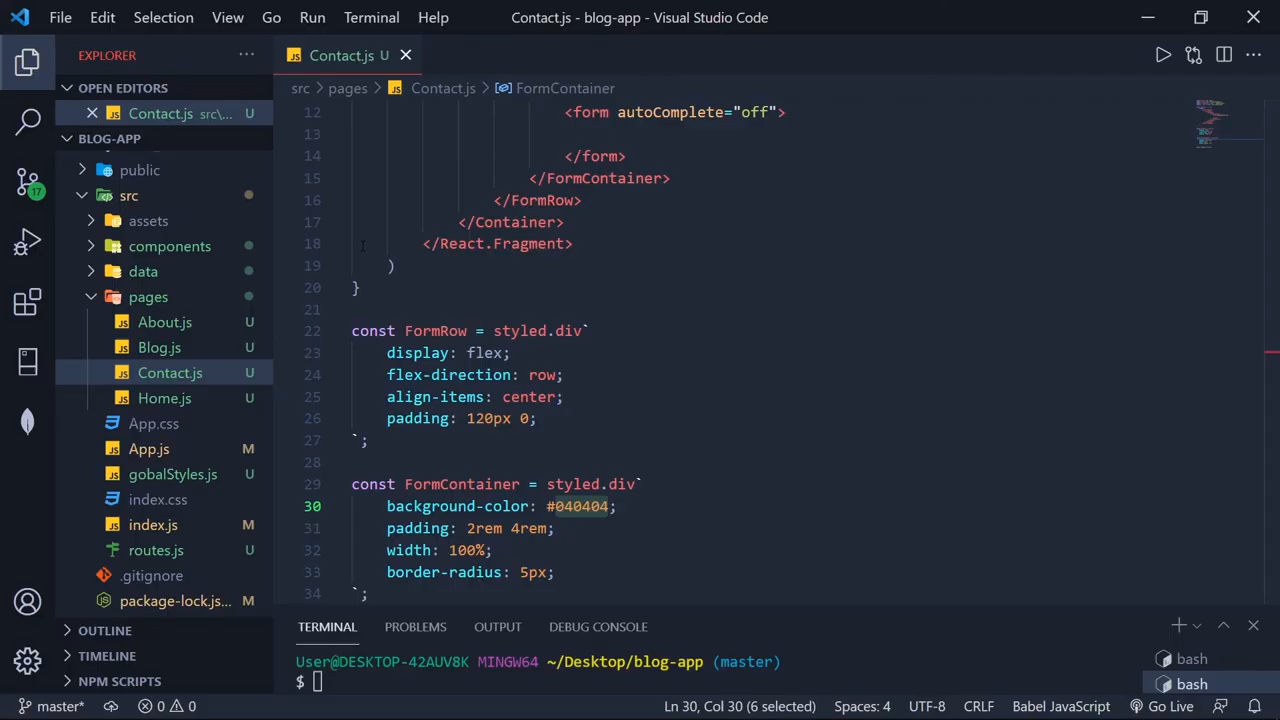 File Edit Selection View Go Run Terminal Help Contact.js - blog-app - Visual Studio Code
EXPLORER
OPEN EDITORS
Contact.js src\... U
BLOG-APP
public
src
assets
components
data
pages
About.js U
Blog.js U
Contact.js U
Home.js U
App.css
App.js M
gobalStyles.js U
index.css
index.js M
routes.js U
.gitignore
package-lock.js... M
OUTLINE
TIMELINE
NPM SCRIPTS
17
Contact.js U
src > pages > Contact.js > FormContainer
12 <form autoComplete="off">
13
14 </form>
15 </FormContainer>
16 </FormRow>
17 </Container>
18 </React.Fragment>
19 )
20 }
21
22 const FormRow = styled.div`
23 display: flex;
24 flex-direction: row;
25 align-items: center;
26 padding: 120px 0;
27 `;
28
29 const FormContainer = styled.div`
30 background-color: #040404;
31 padding: 2rem 4rem;
32 width: 100%;
33 border-radius: 5px;
34 `;
TERMINAL PROBLEMS OUTPUT DEBUG CONSOLE
User@DESKTOP-42AUV8K MINGW64 ~/Desktop/blog-app (master)
$
bash
bash
master* 0 0 Ln 30, Col 30 (6 selected) Spaces: 4 UTF-8 CRLF Babel JavaScript Go Live